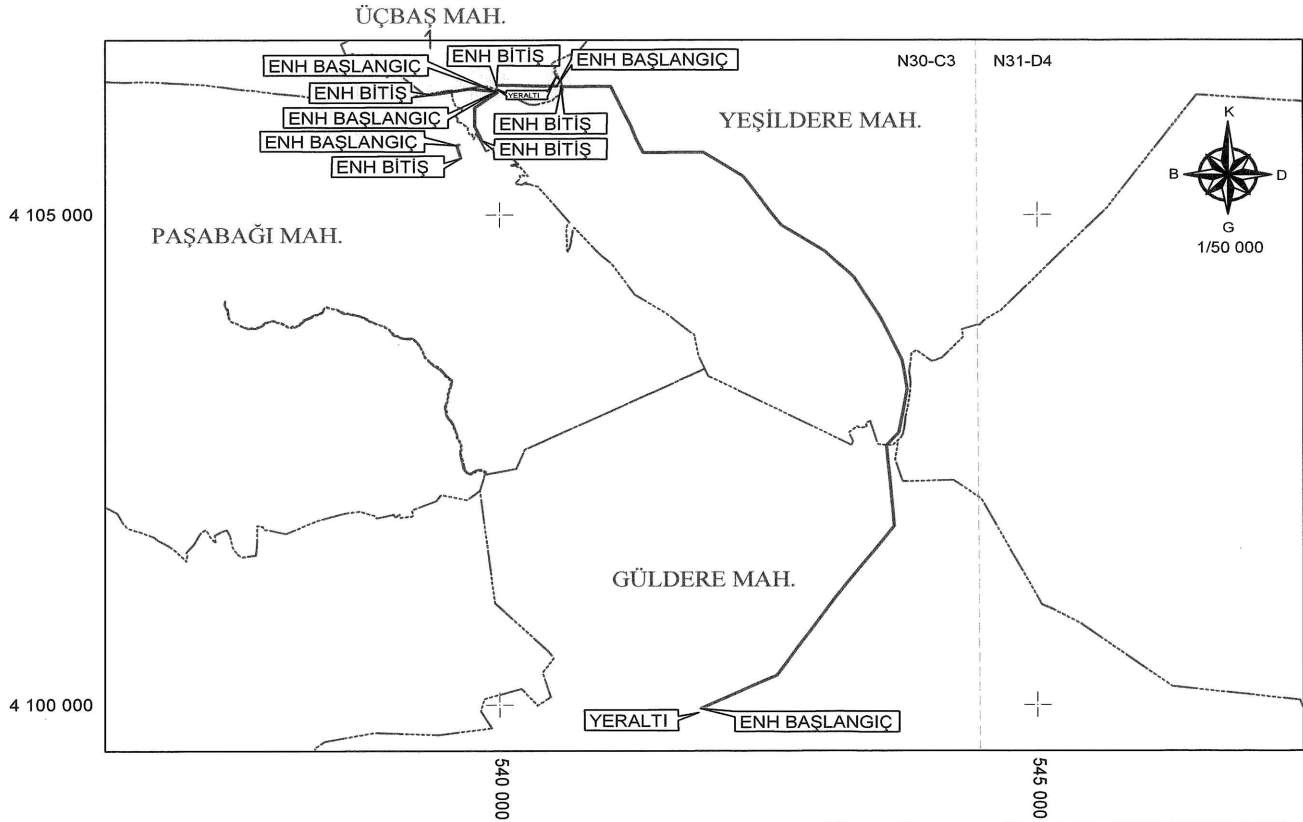 ÜÇBAŞ MAH.
ENH BAŞLANGIÇ
ENH BİTİŞ
ENH BAŞLANGIÇ
N30-C3
N31-D4
ENH BİTİŞ
YERALTI
ENH BAŞLANGIÇ
ENH BİTİŞ
YEŞİLDERE MAH.
ENH BAŞLANGIÇ
ENH BİTİŞ
ENH BİTİŞ
K
B
D
G
1/50 000
4 105 000
PAŞABAĞI MAH.
GÜLDERE MAH.
4 100 000
YERALTI
ENH BAŞLANGIÇ
540 000
545 000